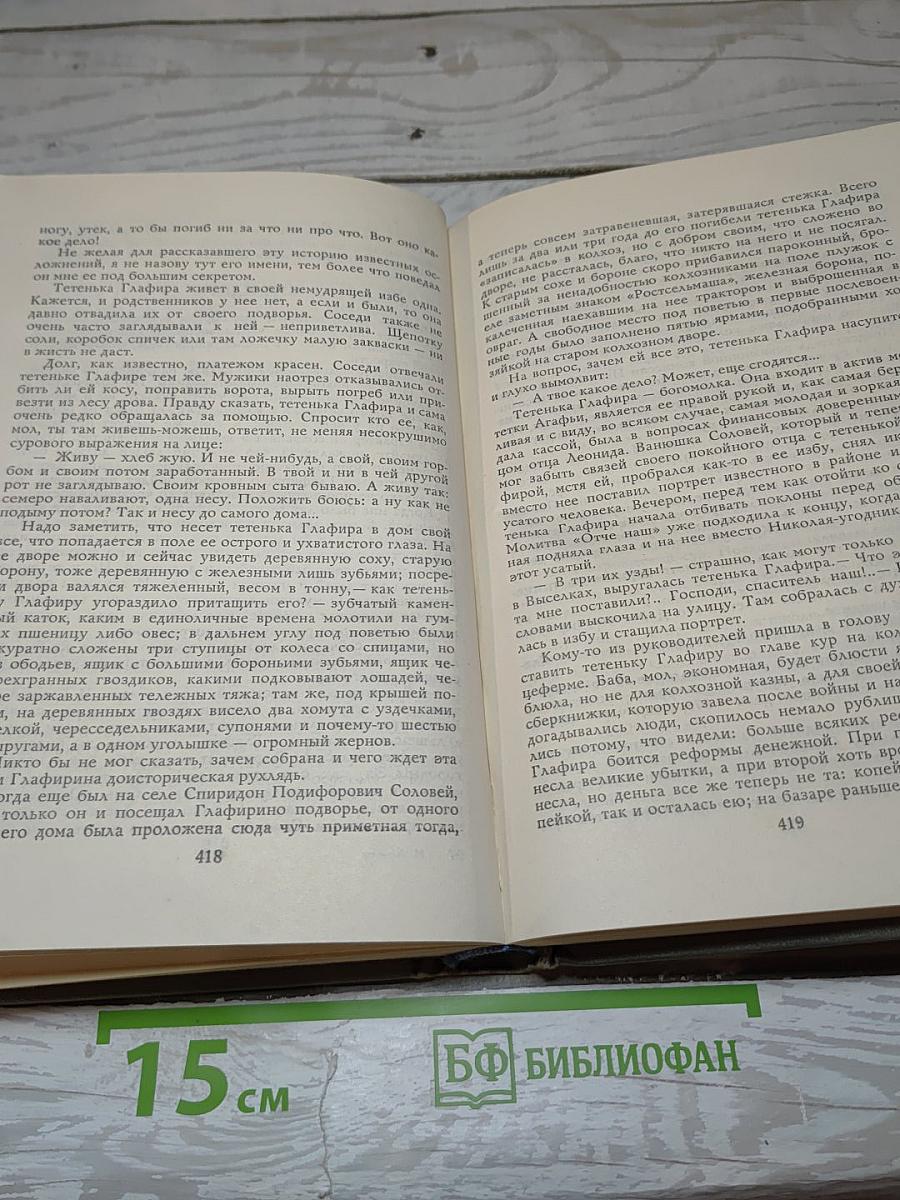 ногу, утек, а то бы погиб ни за что ни про что. Вот оно ка-
кое дело!
Не желая для рассказавшего эту историю известных ос-
ложнений, я не назову тут его имени, тем более что поведал
он мне ее под большим секретом.
Тетенька Глафира живет в своей немудрящей избе одна.
Кажется, и родственников у нее нет, а если и были, то она
давно отвадила их от своего подворья. Соседи также не
очень часто заглядывали к ней — неприветлива. Щепотку
соли, коробок спичек или там ложечку малую закваски — ни
в жисть не даст.
Долг, как известно, платежом красен. Соседи отвечали
тетеньке Глафире тем же. Мужики наотрез отказывались от-
бить ли ей косу, поправить ворота, вырыть погреб или при-
везти из лесу дрова. Правду сказать, тетенька Глафира и сама
очень редко обращалась за помощью. Спросит кто ее, как,
мол, ты там живешь-можешь, ответит, не меняя несокрушимо
сурового выражения на лице:
— Живу — хлеб жую. И не чей-нибудь, а свой, своим гор-
бом и своим потом заработанный. В твой и ни в чей другой
рот не заглядываю. Своим кровным сыта бываю. А живу так:
семеро наваливают, одна несу. Положить боюсь: а ну как не
подыму потом? Так и несу до самого дома...
Надо заметить, что несет тетенька Глафира в дом свой
все, что попадается в поле ее острого и ухватистого глаза. На
ее дворе можно и сейчас увидеть деревянную соху, старую
борону, тоже деревянную с железными лишь зубьями; посре-
и двора валялся тяжеленный, весом в тонну,— как тетень-
у Глафиру угораздило притащить его? — зубчатый камен-
ый каток, каким в единоличные времена молотили на гум-
х пшеницу либо овес; в дальнем углу под поветью были
куратно сложены три ступицы от колеса со спицами, но
з ободьев, ящик с большими бороньими зубьями, ящик че-
рехгранных гвоздиков, какими подковывают лошадей, че-
ре заржавленных тележных тяжа; там же, под крышей по-
и, на деревянных гвоздях висело два хомута с уздечками,
елкой, чересседельниками, супонями и почему-то шестью
пругами, а в одном уголышке — огромный жернов.
Никто бы не мог сказать, зачем собрана и чего ждет эта
и Глафирина доисторическая рухлядь.
огда еще был на селе Спиридон Подифорович Соловей,
только он и посещал Глафирино подворье, от одного
его дома была проложена сюда чуть приметная тогда,
418
а теперь совсем затравеневшая, затерявшаяся стежка. Всего
лишь за два или три года до его погибели тетенька Глафира
«записалась» в колхоз, но с добром своим, что сложено во
дворе, не рассталась, благо, что никто на него и не посягал.
К старым сохе и бороне скоро прибавился пароконный, бро-
шенный за ненадобностью колхозниками на поле плужок с
еле заметным знаком «Ростсельмаша», железная борона, по-
калеченная наехавшим на нее трактором и выброшенная в
овраг. А свободное место под поветью в первые послевоен-
ные годы было заполнено пятью ярмами, подобранными хо-
зяйкой на старом колхозном дворе.
На вопрос, зачем ей все это, тетенька Глафира насупитс
и глухо вымолвит:
— А твое какое дело? Может, еще сгодятся...
Тетенька Глафира — богомолка. Она входит в актив мо
тетки Агафьи, является ее правой рукой и, как самая бер
ливая и с виду, во всяком случае, самая молодая и зоркая
дала кассой, была в вопросах финансовых доверенным
цом отца Леонида. Ванюшка Соловей, который и тепе
мог забыть связей своего покойного отца с тетенькой
фирой, мстя ей, пробрался как-то в ее избу, снял ик
вместо нее поставил портрет известного в районе и
усатого человека. Вечером, перед тем как отойти ко с
тенька Глафира начала отбивать поклоны перед об
Молитва «Отче наш» уже подходила к концу, когда
ная подняла глаза и на нее вместо Николая-угодник
этот усатый.
— В три их узды! — страшно, как могут только
в Выселках, выругалась тетенька Глафира.— Что э
та мне поставили?.. Господи, спаситель наш!..—
словами выскочила на улицу. Там собралась с ду
лась в избу и стащила портрет.
Кому-то из руководителей пришла в голову
ставить тетеньку Глафиру во главе кур на кол
цеферме. Баба, мол, экономная, будет блюсти я
блюла, но не для колхозной казны, а для своей
сберкнижки, которую завела после войны и на
догадывались люди, скопилось немало рублиш
лись потому, что видели: больше всяких рес
Глафира боится реформы денежной. При п
несла великие убытки, а при второй хоть вро
несла, но деньга все же теперь не та: копей
пейкой, так и осталась ею; на базаре раньше
419
15 см
БФ БИБЛИОФАН